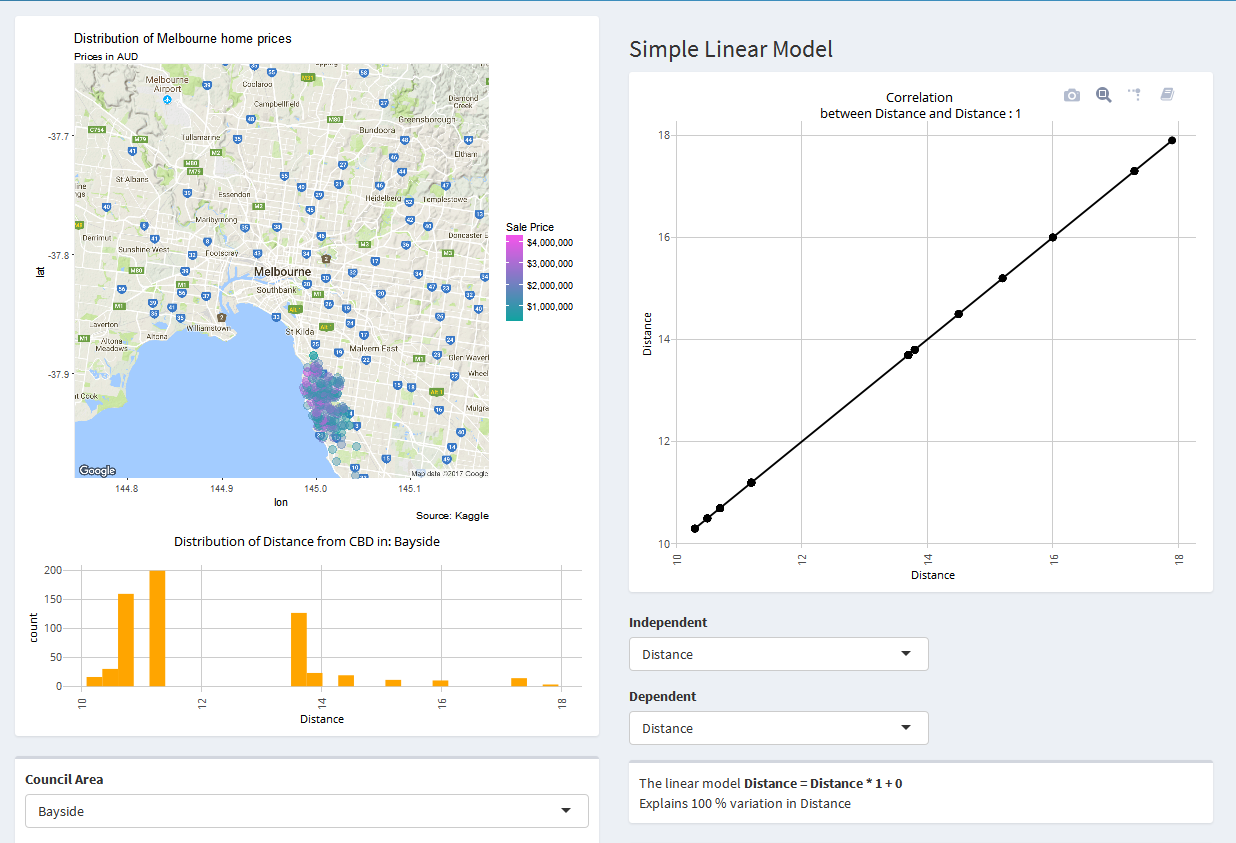 Distribution of Melbourne home prices
Prices in AUD
Melbourne
Airport
Coolaroo
Campbellfield
Diamond
Creek
Greensborough
Bundoora
Tullamarine
Eltham
St Albans
Essendon
Heidelberg
Templestowe
Maribyrnong
Derrimut
Sunshine West
Footscray
Doncaster E
Melbourne
Southbank
Laverton
Altona
Meadows
Altona
Williamstown
St Kilda
Malvern East
Glen Waverl
Wheel
nt Cook
Mulgra
Google
Map data ©2017 Google
-37.7
-37.8
-37.9
lat
144.8
144.9
145.0
145.1
lon
Source: Kaggle
Sale Price
$4,000,000
$3,000,000
$2,000,000
$1,000,000
Distribution of Distance from CBD in: Bayside
200
150
100
50
0
count
10
12
14
16
18
Distance
Council Area
Bayside
Simple Linear Model
Correlation
between Distance and Distance : 1
18
16
14
12
10
Distance
10
12
14
16
18
Distance
Independent
Distance
Dependent
Distance
The linear model Distance = Distance * 1 + 0
Explains 100 % variation in Distance